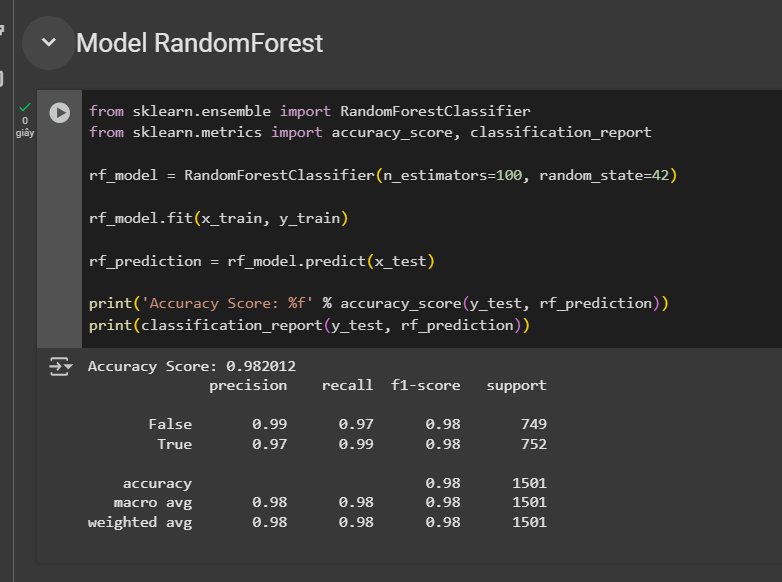 Model RandomForest
0
giây
from sklearn.ensemble import RandomForestClassifier
from sklearn.metrics import accuracy_score, classification_report
rf_model = RandomForestClassifier(n_estimators=100, random_state=42)
rf_model.fit(x_train, y_train)
rf_prediction = rf_model.predict(x_test)
print('Accuracy Score: %f' % accuracy_score(y_test, rf_prediction))
print(classification_report(y_test, rf_prediction))
Accuracy Score: 0.982012
precision recall f1-score support
False 0.99 0.97 0.98 749
True 0.97 0.99 0.98 752
accuracy 0.98 1501
macro avg 0.98 0.98 0.98 1501
weighted avg 0.98 0.98 0.98 1501